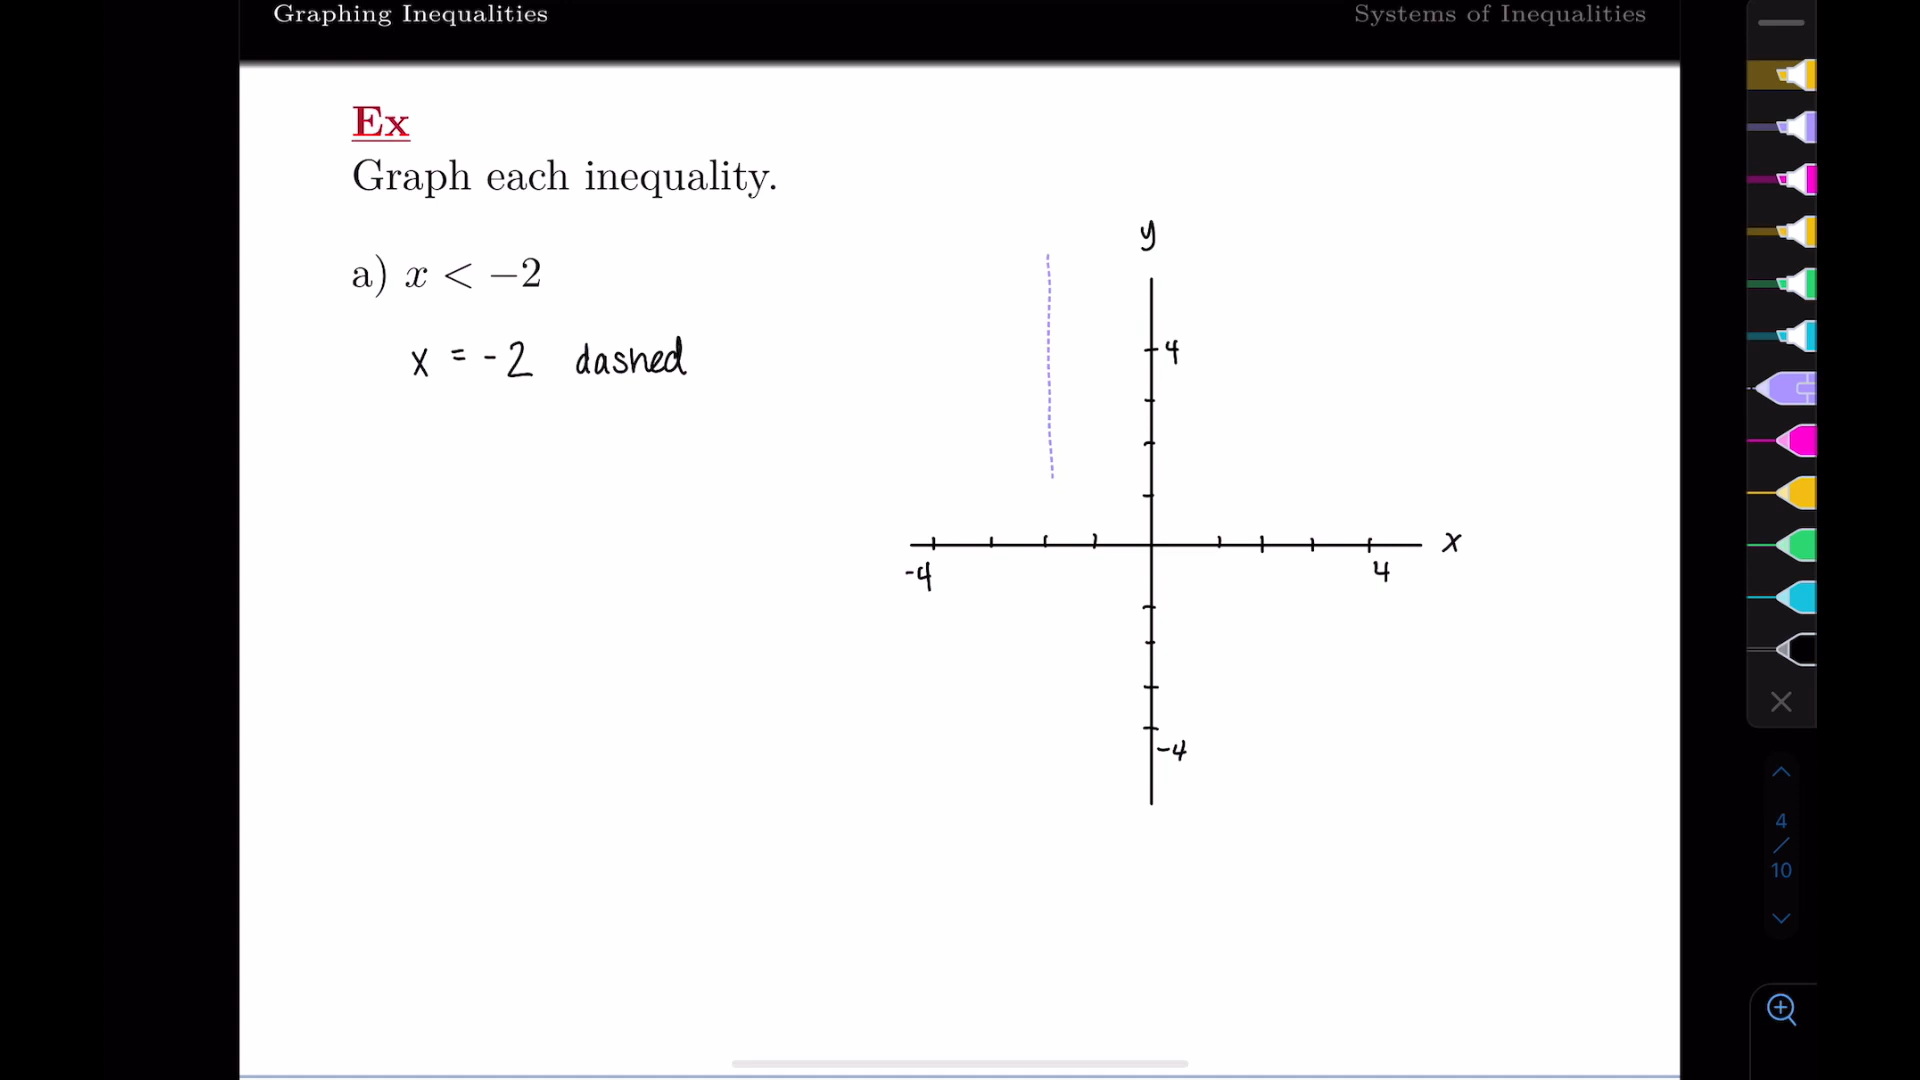 Graphing Inequalities
Systems of Inequalities
Ex
Graph each inequality.
a) x < −2
x = -2 dashed
y
4
x
-4
4
-4
4
/
10